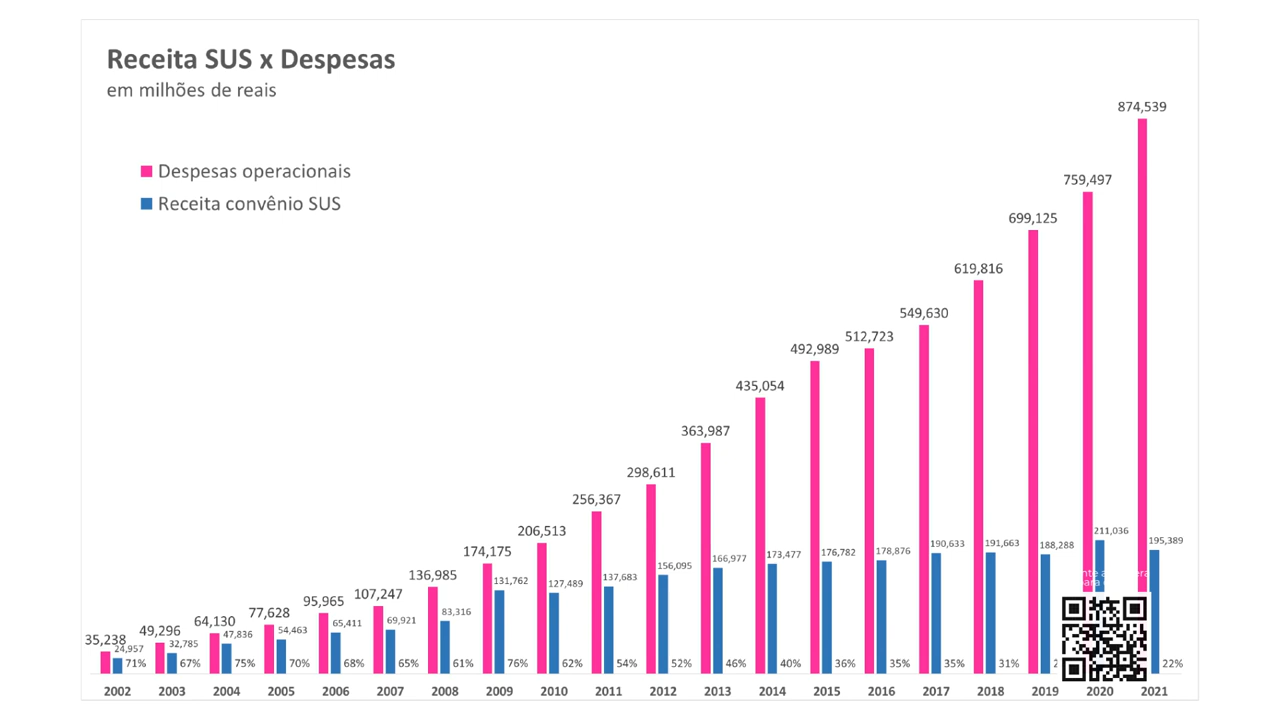 Receita SUS x Despesas
em milhões de reais
Despesas operacionais
Receita convênio SUS
35,238 49,296 64,130 77,628 95,965 107,247 136,985 174,175 206,513 256,367 298,611 363,987 435,054 492,989 512,723 549,630 619,816 699,125 759,497 874,539
24,957 32,785 47,836 54,463 65,411 69,921 83,316 131,762 127,489 137,683 156,095 166,977 173,477 176,782 178,876 190,633 191,663 188,288 211,036 195,389
para
71% 67% 75% 70% 68% 65% 61% 76% 62% 54% 52% 46% 40% 36% 35% 35% 31% 22%
2002 2003 2004 2005 2006 2007 2008 2009 2010 2011 2012 2013 2014 2015 2016 2017 2018 2019 2020 2021